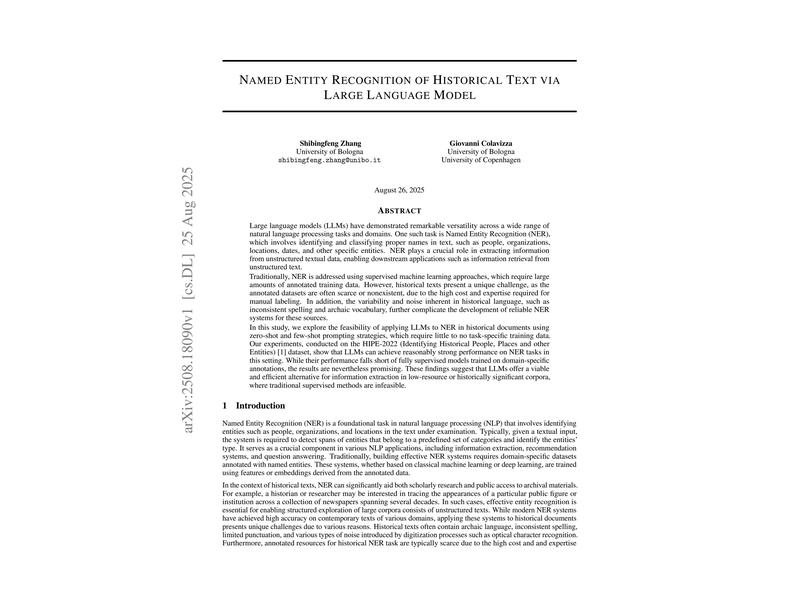 NAMED ENTITY RECOGNITION OF HISTORICAL TEXT VIA
LARGE LANGUAGE MODEL
Shibingfeng Zhang
University of Bologna
shibingfeng.zhang@unibo.it
Giovanni Colavizza
University of Bologna
University of Copenhagen
August 26, 2025
ABSTRACT
Large language models (LLMs) have demonstrated remarkable versatility across a wide range of
natural language processing tasks and domains. One such task is Named Entity Recognition (NER),
which involves identifying and classifying proper names in text, such as people, organizations,
locations, dates, and other specific entities. NER plays a crucial role in extracting information
from unstructured textual data, enabling downstream applications such as information retrieval from
unstructured text.
Traditionally, NER is addressed using supervised machine learning approaches, which require large
amounts of annotated training data. However, historical texts present a unique challenge, as
the annotated datasets are often scarce or nonexistent, due to the high cost and expertise required for
manual labeling. In addition, the variability and noise inherent in historical language, such as
inconsistent spelling and archaic vocabulary, further complicate the development of reliable NER
systems for these sources.
In this study, we explore the feasibility of applying LLMs to NER in historical documents using
zero-shot and few-shot prompting strategies, which require little to no task-specific training data.
Our experiments, conducted on the HIPE-2022 (Identifying Historical People, Places and other
Entities) [1] dataset, show that LLMs can achieve reasonably strong performance on NER tasks in
this setting. While their performance falls short of fully supervised models trained on domain-specific
annotations, the results are nevertheless promising. These findings suggest that LLMs offer a viable
and efficient alternative for information extraction in low-resource or historically significant corpora,
where traditional supervised methods are infeasible.
1 Introduction
Named Entity Recognition (NER) is a foundational task in natural language processing (NLP) that involves identifying
entities such as people, organizations, and locations in the text under examination. Typically, given a textual input,
the system is required to detect spans of entities that belong to a predefined set of categories and identify the entities'
type. It serves as a crucial component in various NLP applications, including information extraction, recommendation
systems, and question answering. Traditionally, building effective NER systems requires domain-specific datasets
annotated with named entities. These systems, whether based on classical machine learning or deep learning, are trained
using features or embeddings derived from the annotated data.
In the context of historical texts, NER can significantly aid both scholarly research and public access to archival materials.
For example, a historian or researcher may be interested in tracing the appearances of a particular public figure or
institution across a collection of newspapers spanning several decades. In such cases, effective entity recognition is
essential for enabling structured exploration of large corpora consists of unstructured texts. While modern NER systems
have achieved high accuracy on contemporary texts of various domains, applying these systems to historical documents
presents unique challenges due to various reasons. Historical texts often contain archaic language, inconsistent spelling,
limited punctuation, and various types of noise introduced by digitization processes such as optical character recognition.
Furthermore, annotated resources for historical NER task are typically scarce due to the high cost and and expertise
arXiv:2508.18090v1 [cs.DL] 25 Aug 2025